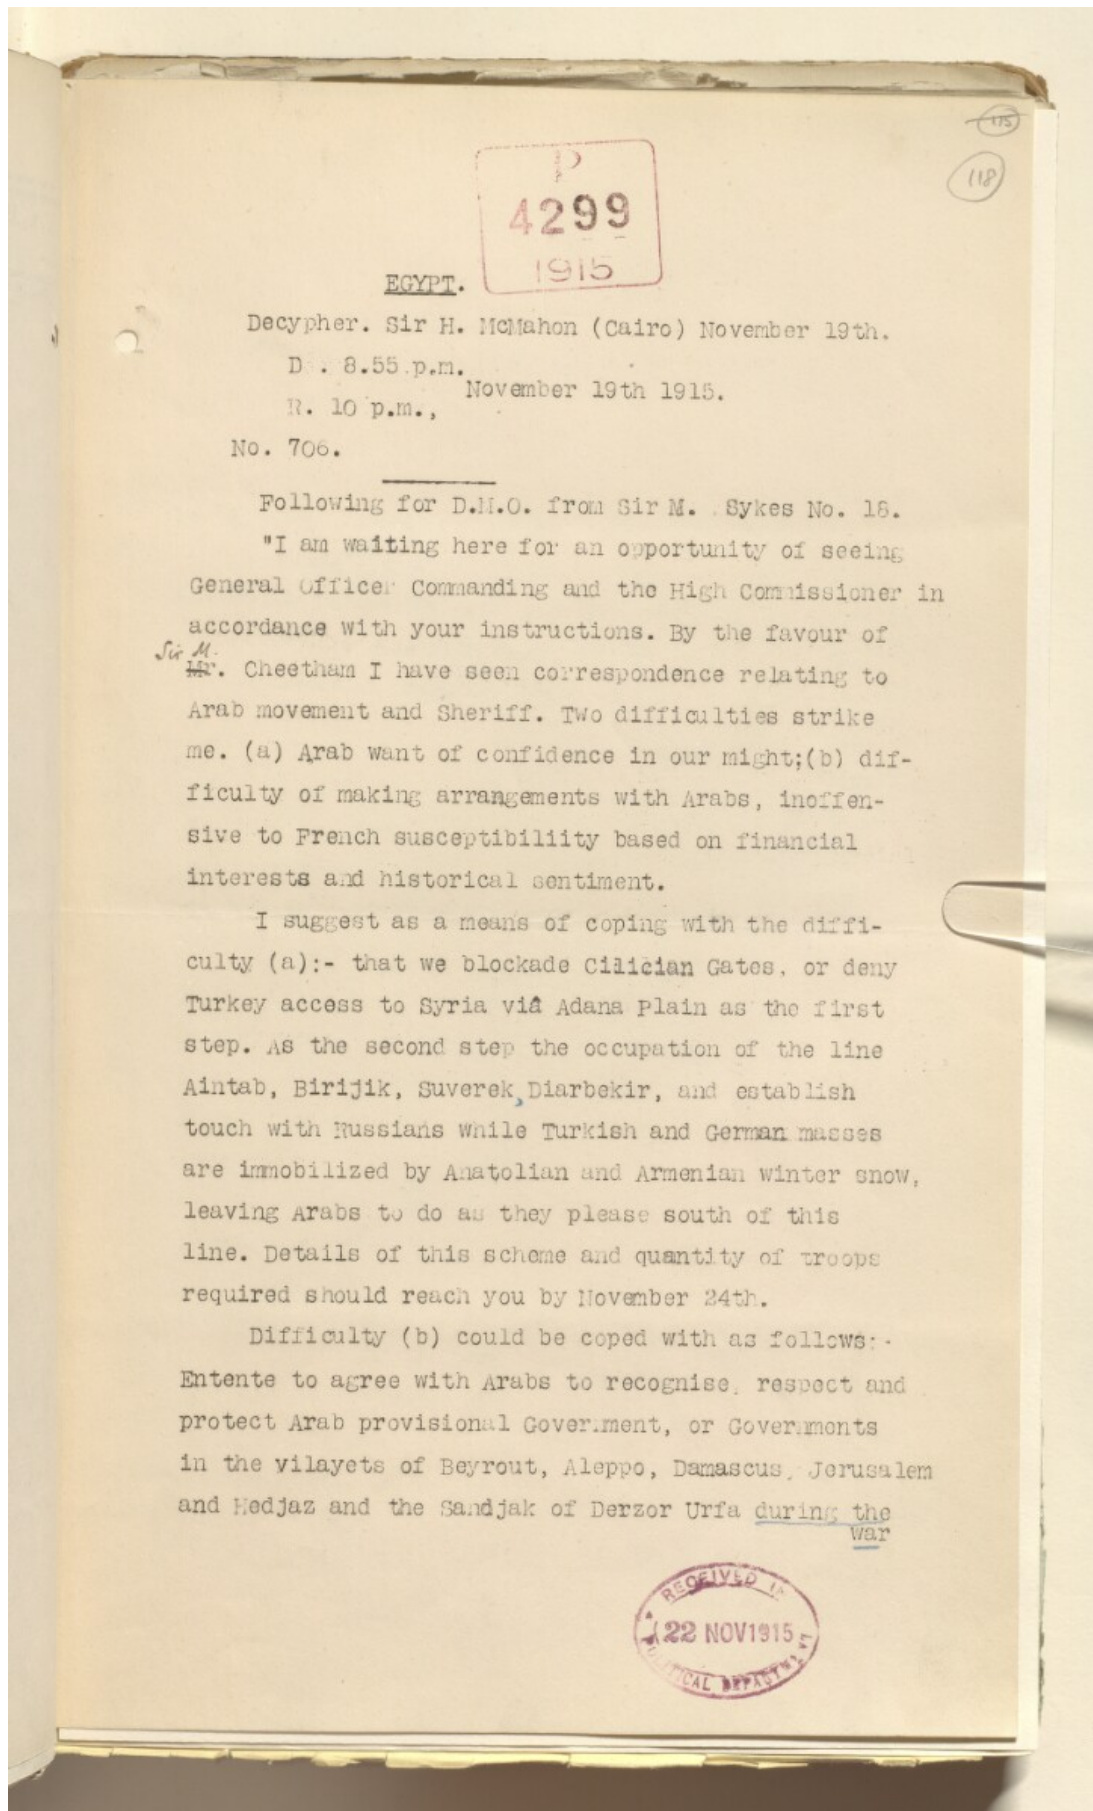 115
118
P
4299
1915
EGYPT.
Decypher. Sir H. McMahon (Cairo) November 19th.
D . 8.55.p.m.
November 19th 1915.
R. 10 p.m.,
No. 706.
Following for D.M.O. from Sir M. Sykes No. 18.
"I am waiting here for an opportunity of seeing
General Officer Commanding and the High Commissioner in
accordance with your instructions. By the favour of
Sir M.
Mr. Cheetham I have seen correspondence relating to
Arab movement and Sheriff. Two difficulties strike
me. (a) Arab want of confidence in our might;(b) dif-
ficulty of making arrangements with Arabs, inoffen-
sive to French susceptibiliity based on financial
interests and historical sentiment.
I suggest as a means of coping with the diffi-
culty (a):- that we blockade Cilician Gates, or deny
Turkey access to Syria viâ Adana Plain as the first
step. As the second step the occupation of the line
Aintab, Birijik, Suverek, Diarbekir, and establish
touch with Russians while Turkish and German masses
are immobilized by Anatolian and Armenian winter snow,
leaving Arabs to do as they please south of this
line. Details of this scheme and quantity of troops
required should reach you by November 24th.
Difficulty (b) could be coped with as follows:-
Entente to agree with Arabs to recognise, respect and
protect Arab provisional Government, or Governments
in the vilayets of Beyrout, Aleppo, Damascus, Jerusalem
and Hedjaz and the Sandjak of Derzor Urfa during the
war
RECEIVED IN
22 NOV 1915
POLITICAL DEPARTMENT